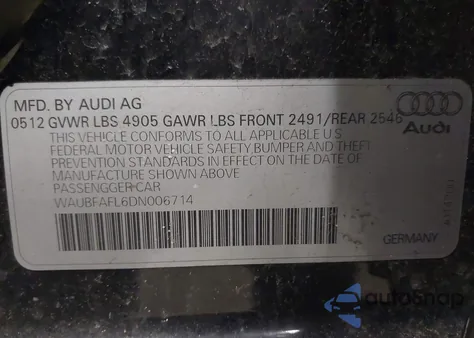 MFD. BY AUDI AG
0512 GVWR LBS 4905 GAWR LBS FRONT 2491/REAR 2546
THIS VEHICLE CONFORMS TO ALL APPLICABLE U.S
FEDERAL MOTOR VEHICLE SAFETY,BUMPER AND THEFT
PREVENTION STANDARDS IN EFFECT ON THE DATE OF
MANUFACTURE SHOWN ABOVE
PASSENGGER CAR
WAUBFAFL6DN006714
Audi
GERMANY
autosnap